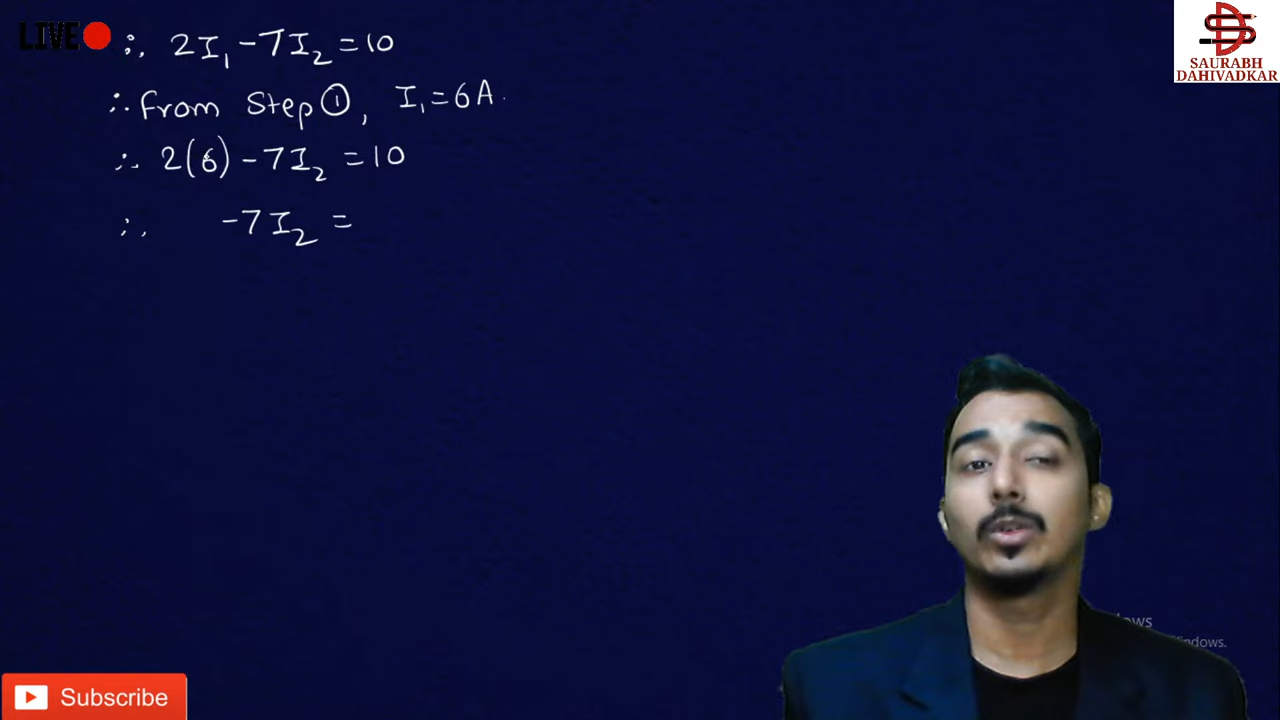 LIVE
∴ 2I₁ -7I₂ = 10
∴ from Step ①, I₁ = 6A.
∴ 2(6) -7I₂ = 10
∴ -7I₂ =
SAURABH
DAHIVADKAR
Subscribe